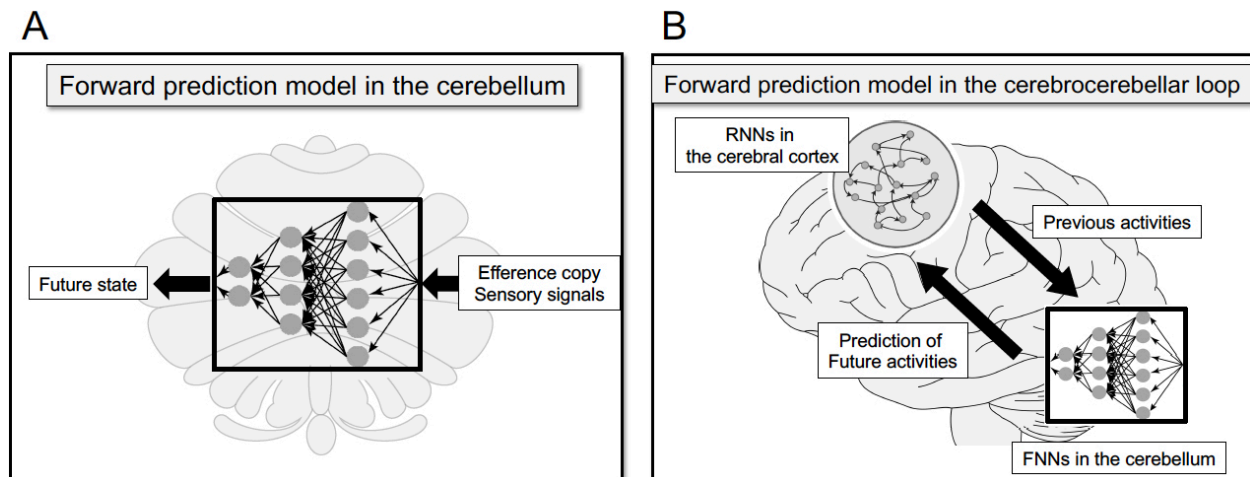 A
Forward prediction model in the cerebellum
Future state
Efference copy
Sensory signals
B
Forward prediction model in the cerebrocerebellar loop
RNNs in
the cerebral cortex
Previous activities
Prediction of
Future activities
FNNs in the cerebellum